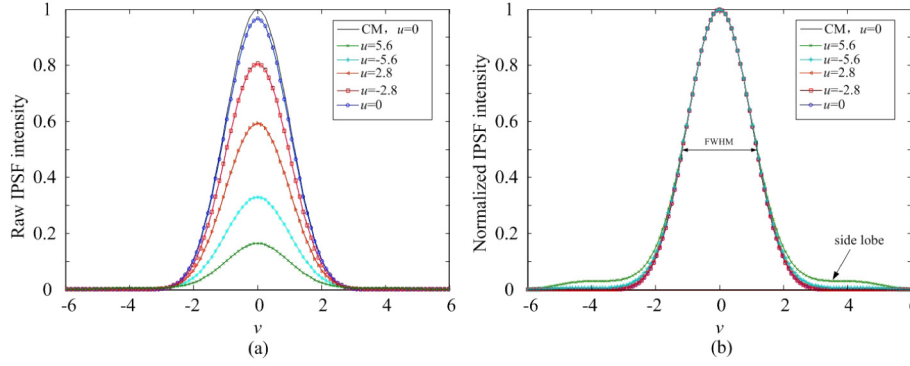 Raw IPSF intensity
1
0.8
0.6
0.4
0.2
0
-6
-4
-2
0
2
4
6
v
(a)
CM，u=0
u=5.6
u=-5.6
u=2.8
u=-2.8
u=0
Normalized IPSF intensity
1
0.8
0.6
0.4
0.2
0
-6
-4
-2
0
2
4
6
v
(b)
CM，u=0
u=5.6
u=-5.6
u=2.8
u=-2.8
u=0
FWHM
side lobe